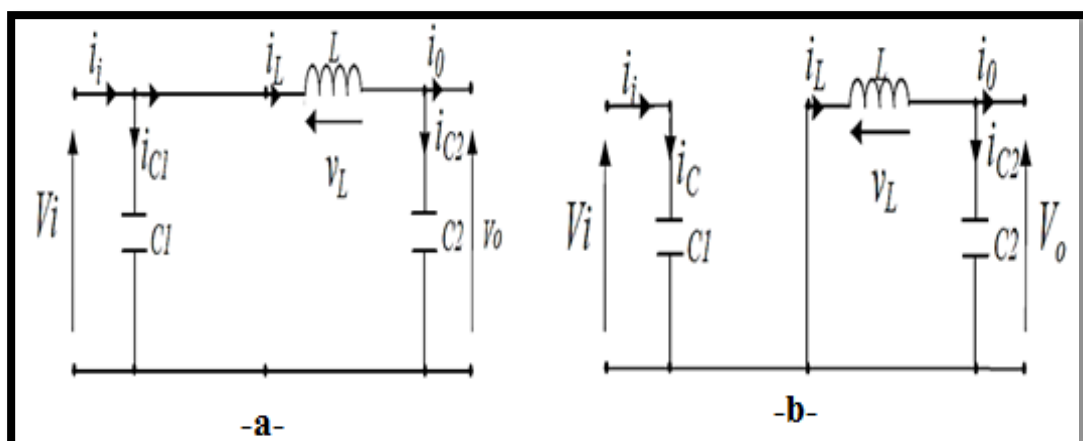 i_i i_L L i_0
i_C1 v_L i_C2
Vi C1 C2 v_o
-a-
i_i i_L L i_0
i_C v_L i_C2
Vi C1 C2 V_o
-b-